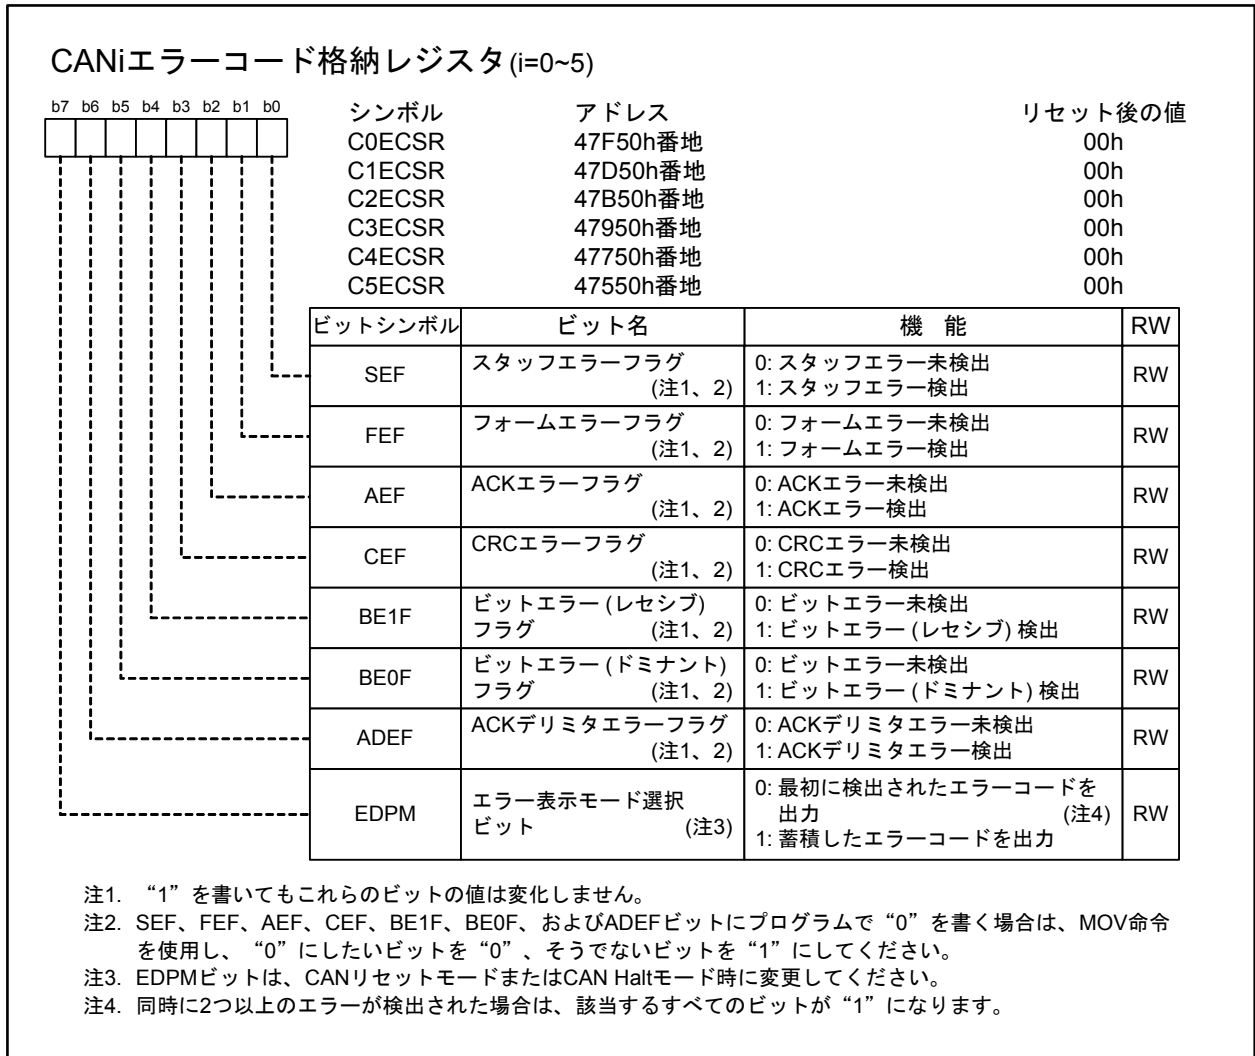 CANiエラーコード格納レジスタ(i=0~5)
b7 b6 b5 b4 b3 b2 b1 b0
シンボル アドレス リセット後の値
C0ECSR 47F50h番地 00h
C1ECSR 47D50h番地 00h
C2ECSR 47B50h番地 00h
C3ECSR 47950h番地 00h
C4ECSR 47750h番地 00h
C5ECSR 47550h番地 00h
ビットシンボル ビット名 機 能 RW
SEF スタッフエラーフラグ (注1、2) 0: スタッフエラー未検出
1: スタッフエラー検出 RW
FEF フォームエラーフラグ (注1、2) 0: フォームエラー未検出
1: フォームエラー検出 RW
AEF ACKエラーフラグ (注1、2) 0: ACKエラー未検出
1: ACKエラー検出 RW
CEF CRCエラーフラグ (注1、2) 0: CRCエラー未検出
1: CRCエラー検出 RW
BE1F ビットエラー (レセシブ)
フラグ (注1、2) 0: ビットエラー未検出
1: ビットエラー (レセシブ) 検出 RW
BE0F ビットエラー (ドミナント)
フラグ (注1、2) 0: ビットエラー未検出
1: ビットエラー (ドミナント) 検出 RW
ADEF ACKデリミタエラーフラグ
(注1、2) 0: ACKデリミタエラー未検出
1: ACKデリミタエラー検出 RW
EDPM エラー表示モード選択
ビット (注3) 0: 最初に検出されたエラーコードを
出力 (注4)
1: 蓄積したエラーコードを出力 RW
注1. “1”を書いてもこれらのビットの値は変化しません。
注2. SEF、FEF、AEF、CEF、BE1F、BE0F、およびADEFビットにプログラムで“0”を書く場合は、MOV命令
を使用し、“0”にしたいビットを“0”、そうでないビットを“1”にしてください。
注3. EDPMビットは、CANリセットモードまたはCAN Haltモード時に変更してください。
注4. 同時に2つ以上のエラーが検出された場合は、該当するすべてのビットが“1”になります。